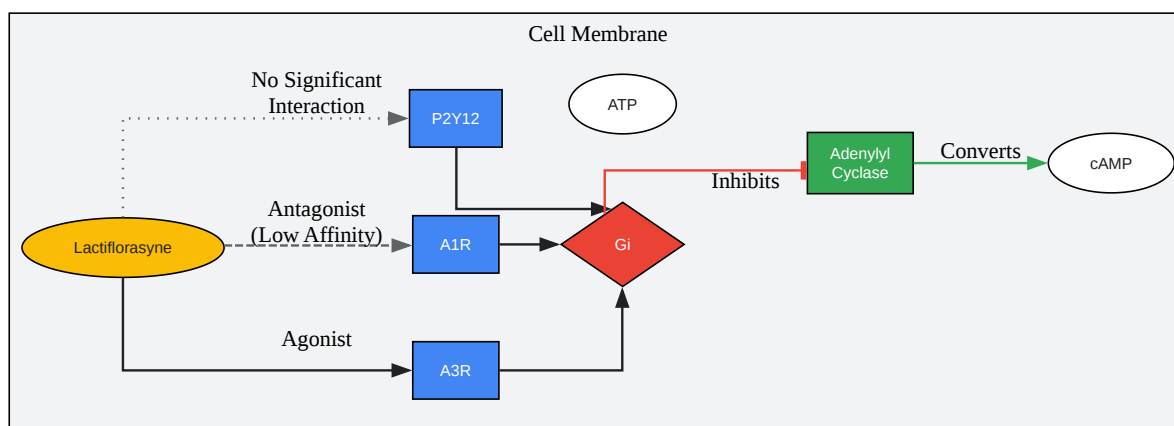 Cell Membrane
No Significant
Interaction
P2Y12
ATP
Adenylyl
Cyclase
Converts
cAMP
Inhibits
Antagonist
(Low Affinity)
Lactiflorasyne
A1R
Gi
Agonist
A3R